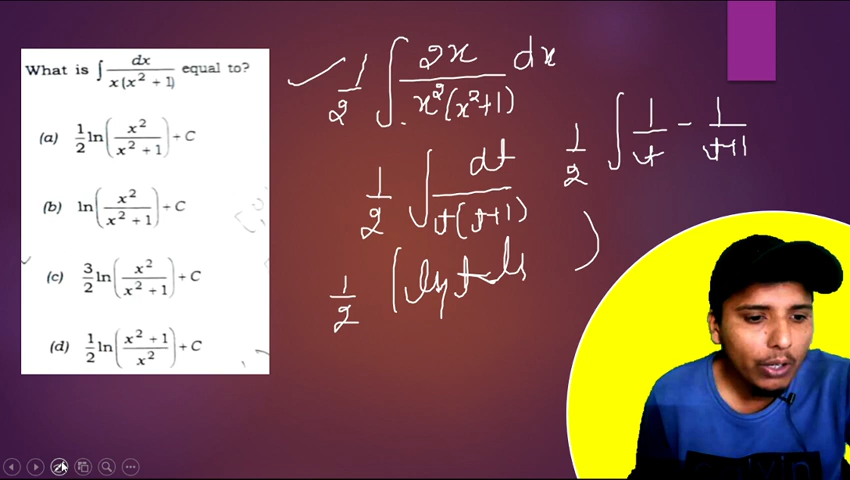 What is ∫ dx / x(x² + 1) equal to?
(a) 1/2 ln(x² / x² + 1) + C
(b) ln(x² / x² + 1) + C
(c) 3/2 ln(x² / x² + 1) + C
(d) 1/2 ln(x² + 1 / x²) + C
1/2 ∫ 2x / x²(x²+1) dx
1/2 ∫ dt / t(t+1)
1/2 ∫ 1/t - 1/t+1
1/2 (log t - log )